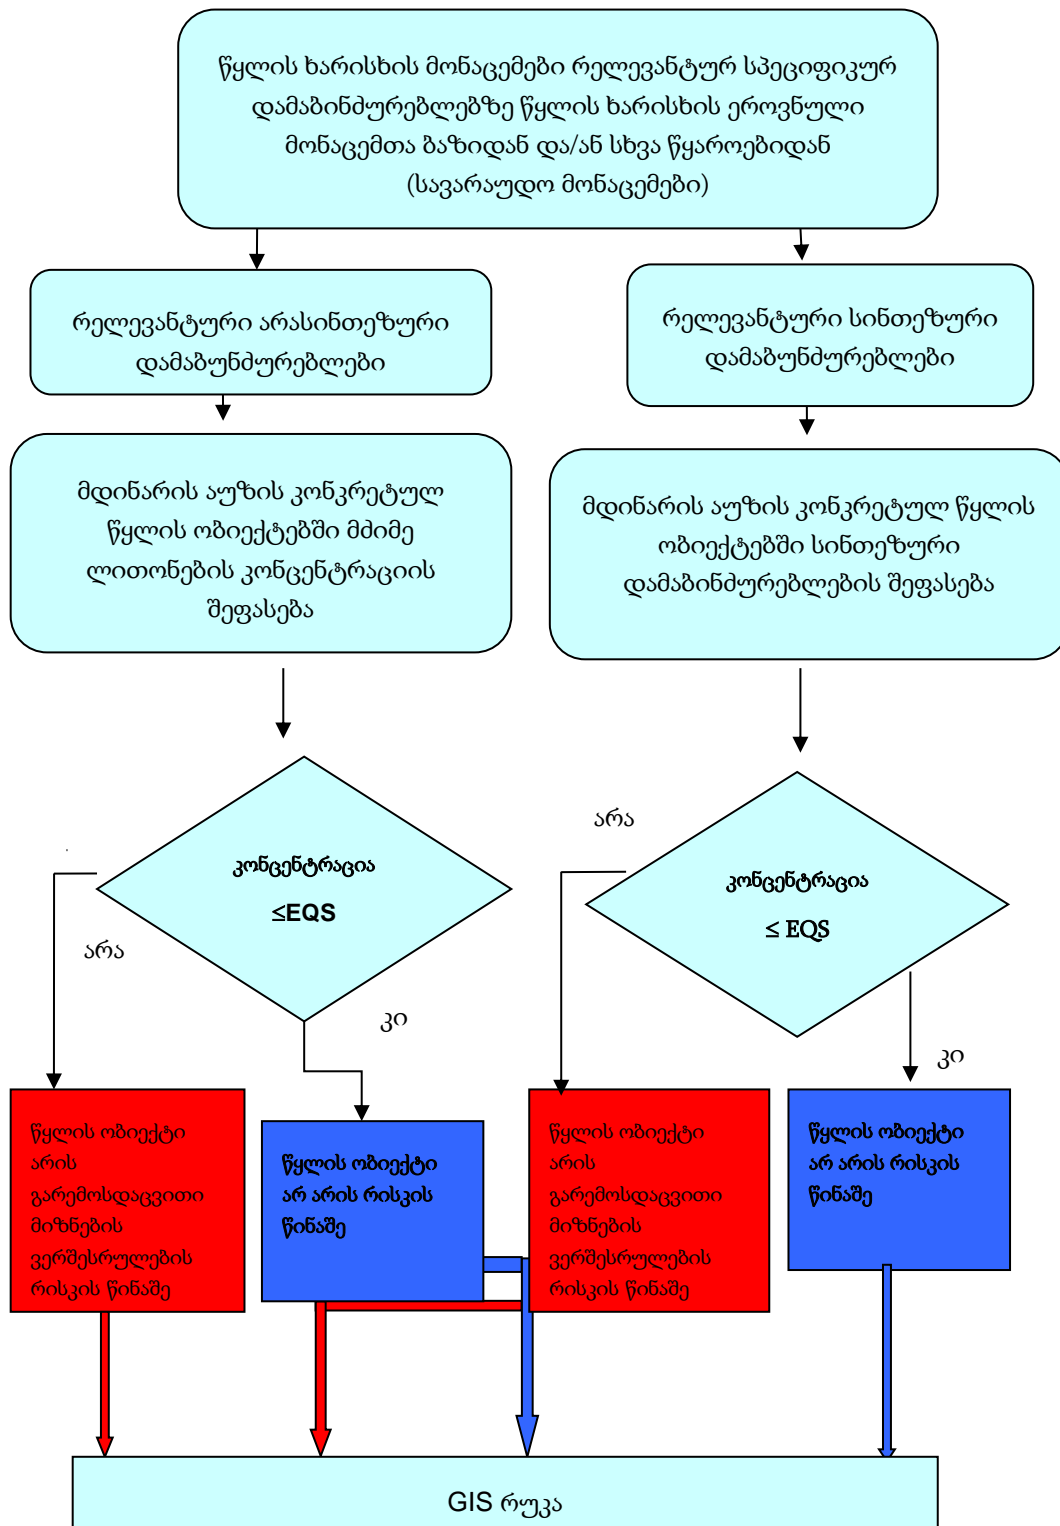 წყლის ხარისხის მონაცემები რელევანტურ სპეციფიკურ
დამაბინძურებლებზე წყლის ხარისხის ეროვნული
მონაცემთა ბაზიდან და/ან სხვა წყაროებიდან
(სავარაუდო მონაცემები)
რელევანტური არასინთეზური
დამაბუნძურებლები
რელევანტური სინთეზური
დამაბუნძურებლები
მდინარის აუზის კონკრეტულ
წყლის ობიექტებში მძიმე
ლითონების კონცენტრაციის
შეფასება
მდინარის აუზის კონკრეტულ წყლის
ობიექტებში სინთეზური
დამაბინძურებლების შეფასება
კონცენტრაცია
≤EQS
არა
კი
არა
კონცენტრაცია
≤ EQS
კი
წყლის ობიექტი
არის
გარემოსდაცვითი
მიზნების
ვერშესრულების
რისკის წინაშე
წყლის ობიექტი
არ არის რისკის
წინაშე
წყლის ობიექტი
არის
გარემოსდაცვითი
მიზნების
ვერშესრულების
რისკის წინაშე
წყლის ობიექტი
არ არის რისკის
წინაშე
GIS რუკა